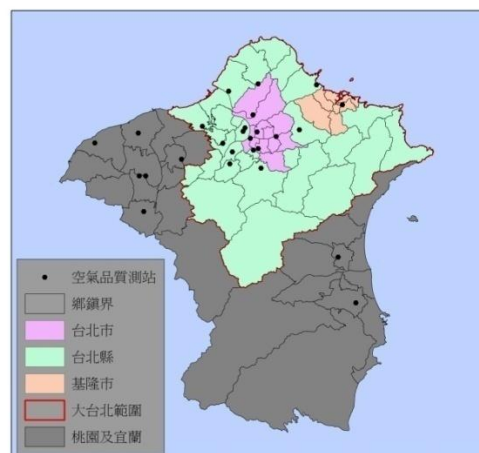 空氣品質測站
鄉鎮界
台北市
台北縣
基隆市
大台北範圍
桃園及宜蘭